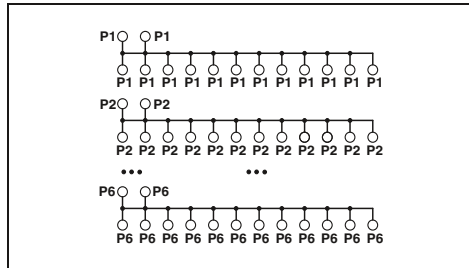 P1 P1
P1 P1 P1 P1 P1 P1 P1 P1 P1 P1 P1 P1
P2 P2
P2 P2 P2 P2 P2 P2 P2 P2 P2 P2 P2 P2
••• •••
P6 P6
P6 P6 P6 P6 P6 P6 P6 P6 P6 P6 P6 P6